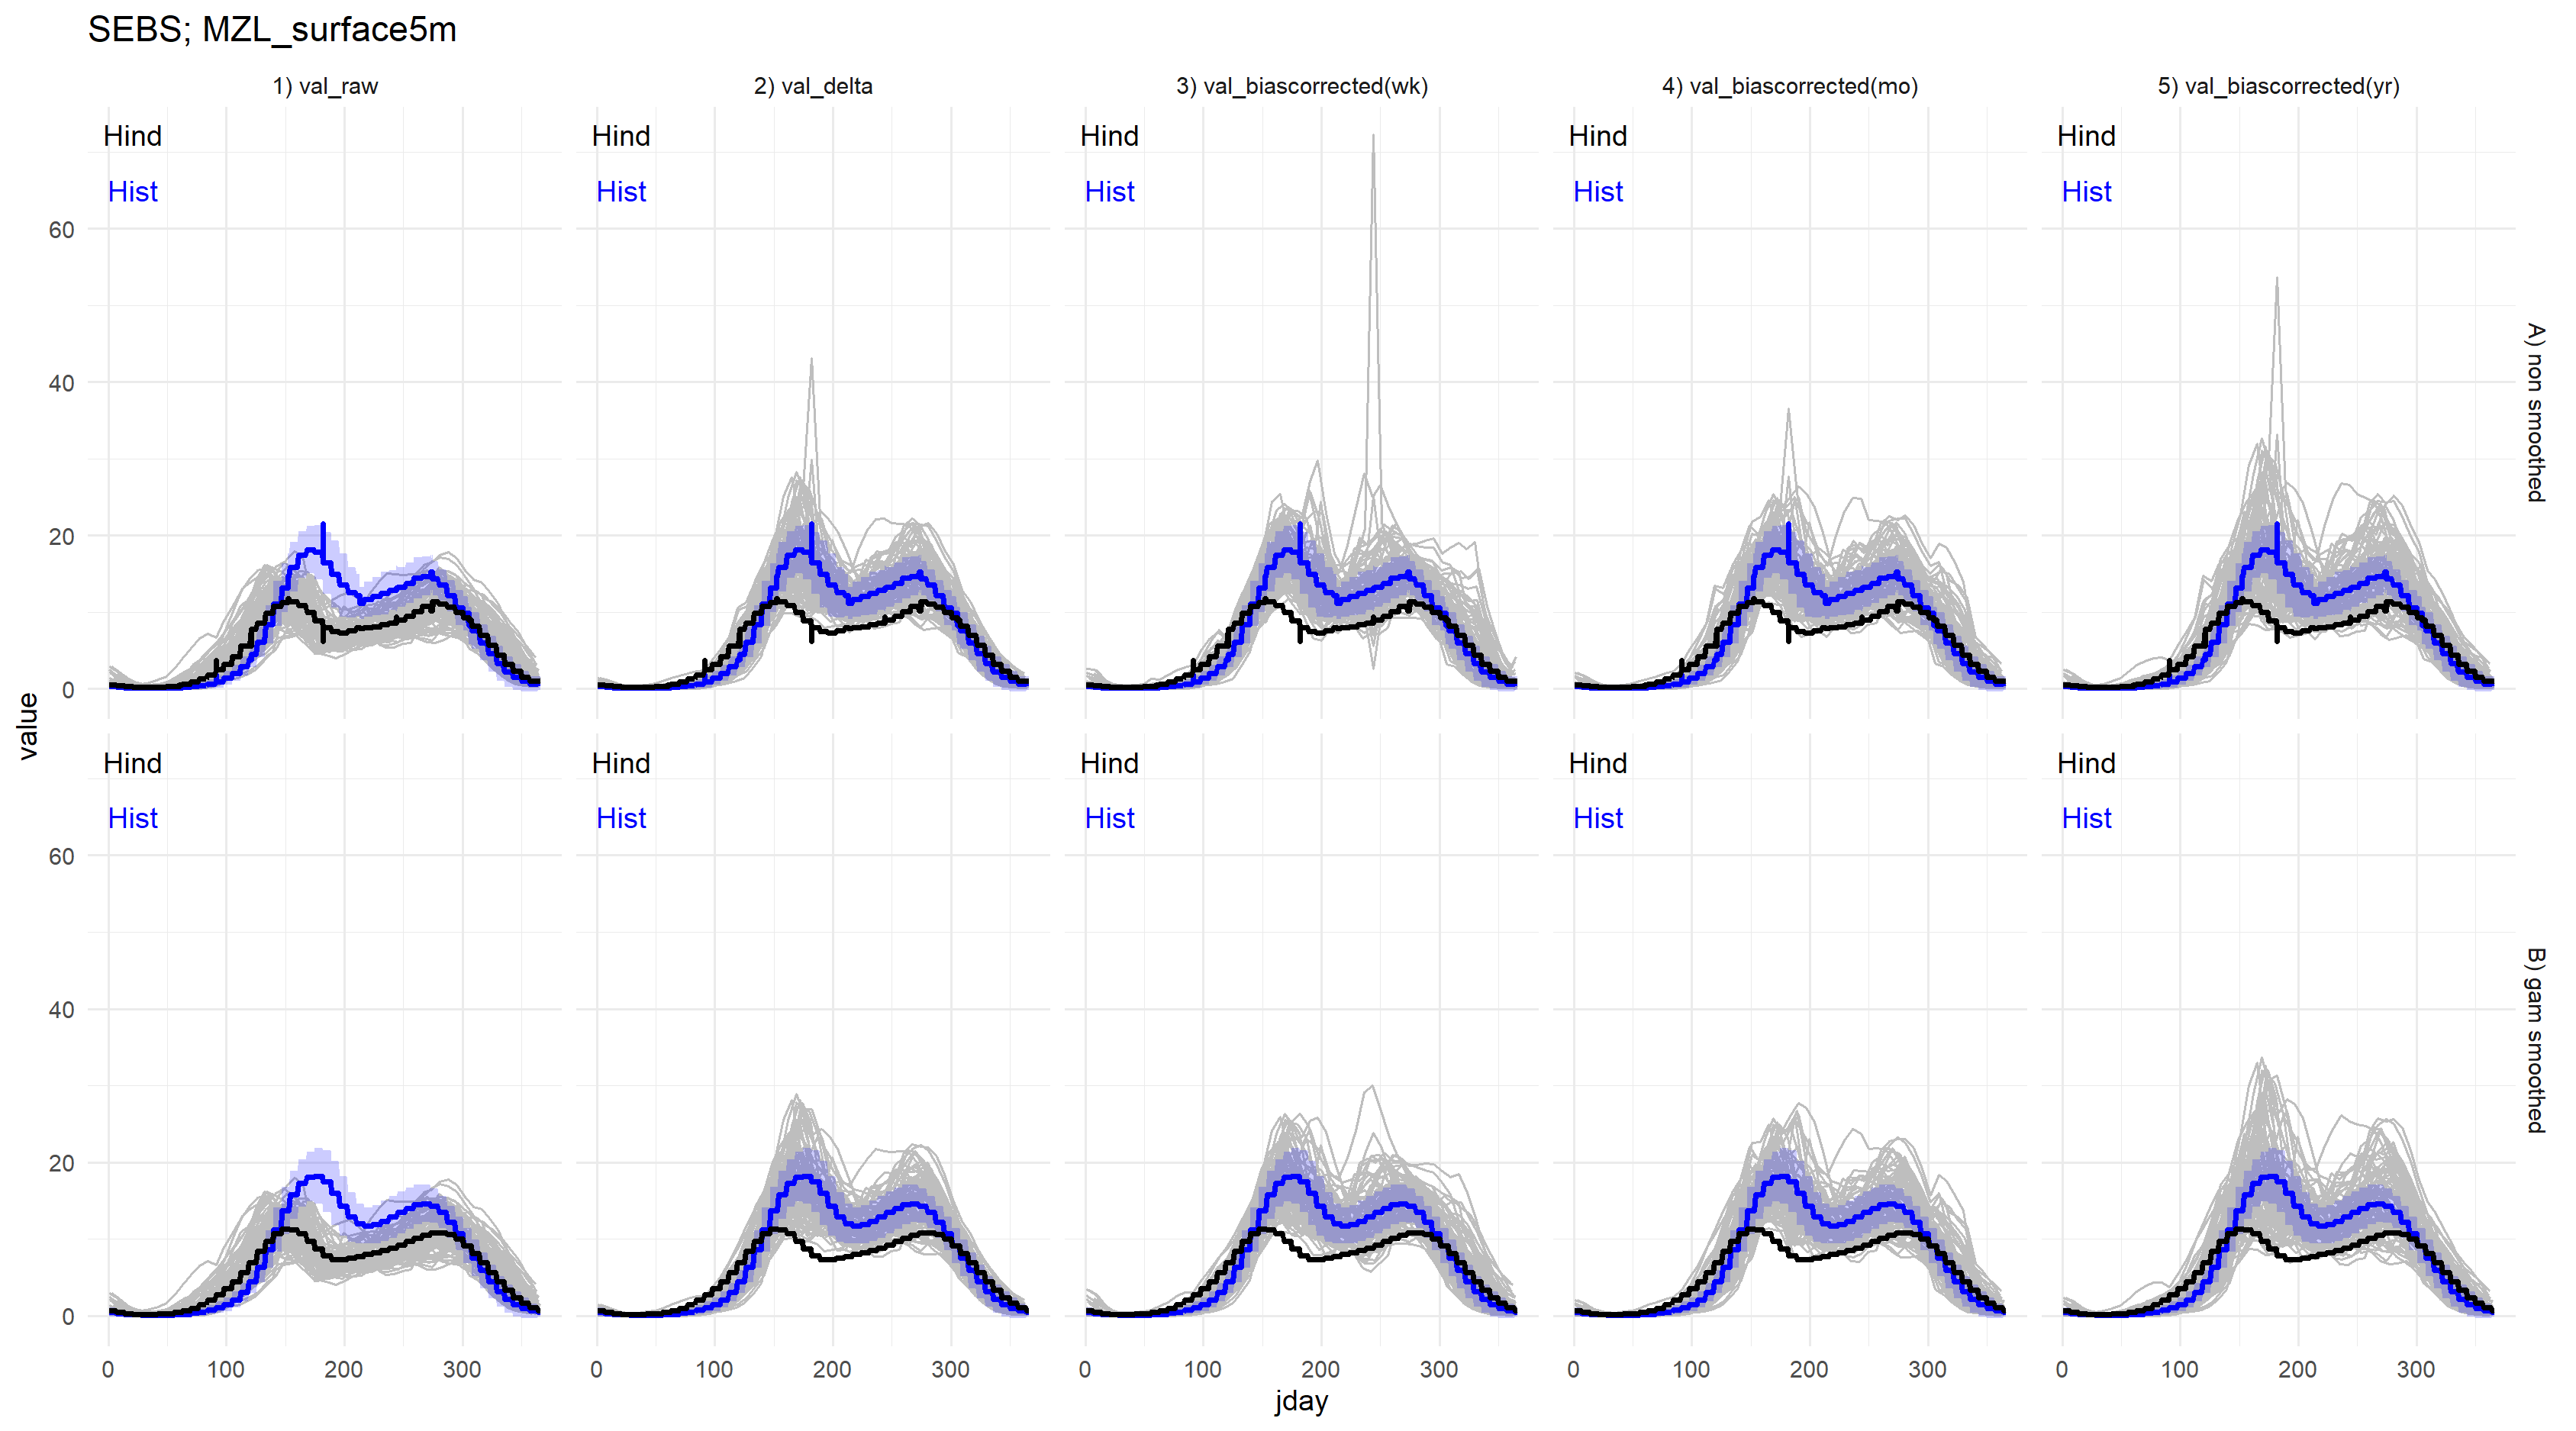 SEBS; MZL_surface5m
1) val_raw
2) val_delta
3) val_biascorrected(wk)
4) val_biascorrected(mo)
5) val_biascorrected(yr)
Hind
Hist
Hind
Hist
Hind
Hist
Hind
Hist
Hind
Hist
60
40
20
0
A) non smoothed
value
Hind
Hist
Hind
Hist
Hind
Hist
Hind
Hist
Hind
Hist
60
40
20
0
B) gam smoothed
0 100 200 300
0 100 200 300
0 100 200 300
0 100 200 300
0 100 200 300
jday